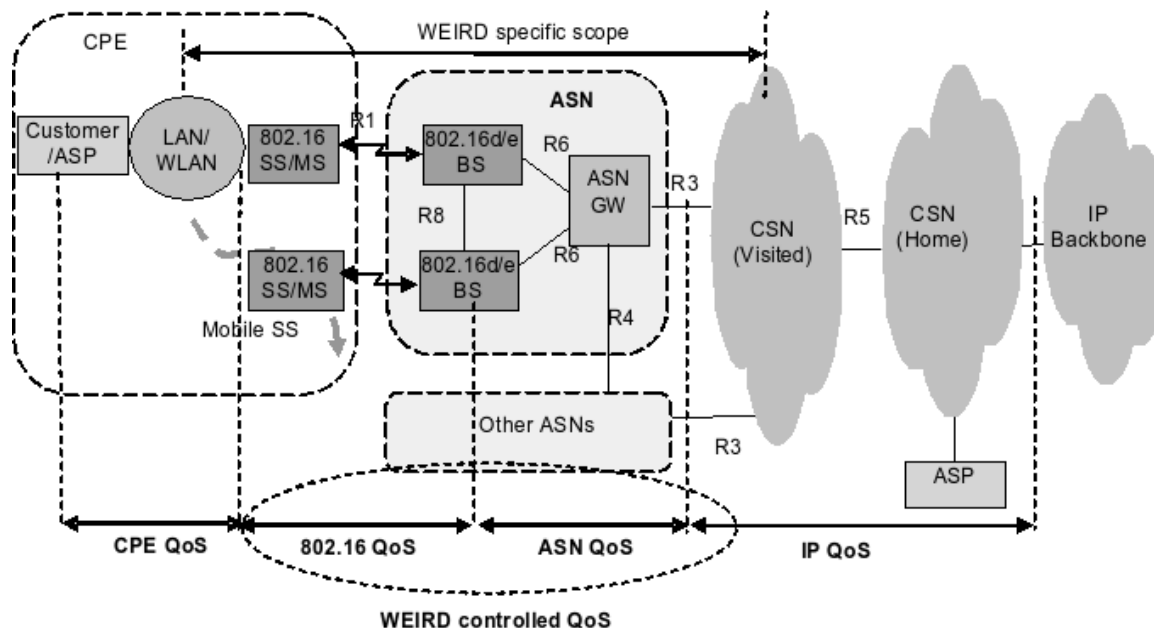 WEIRD specific scope
CPE
ASN
Customer
/ASP
LAN/
WLAN
802.16
SS/MS
R1
802.16d/e
BS
R6
ASN
GW
R3
R8
R6
802.16
SS/MS
802.16d/e
BS
Mobile SS
R4
CSN
(Visited)
R5
CSN
(Home)
IP
Backbone
Other ASNs
R3
ASP
CPE QoS
802.16 QoS
ASN QoS
IP QoS
WEIRD controlled QoS